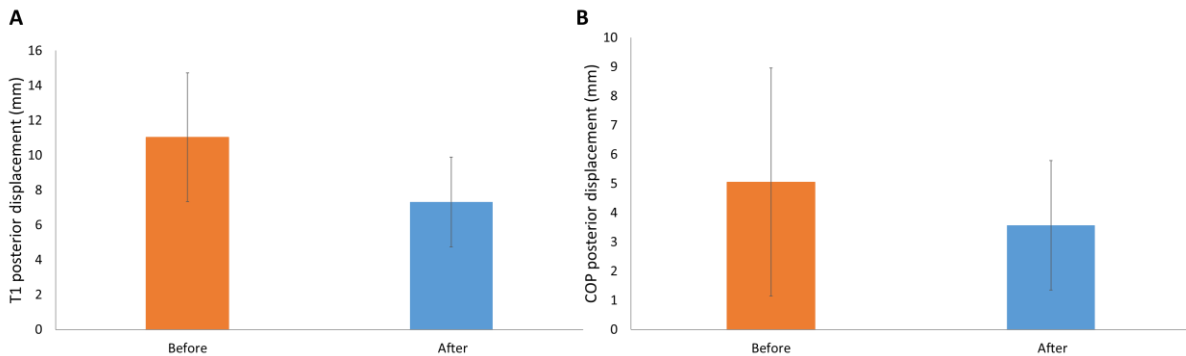 A
T1 posterior displacement (mm)
16
14
12
10
8
6
4
2
0
Before
After
B
COP posterior displacement (mm)
10
9
8
7
6
5
4
3
2
1
0
Before
After